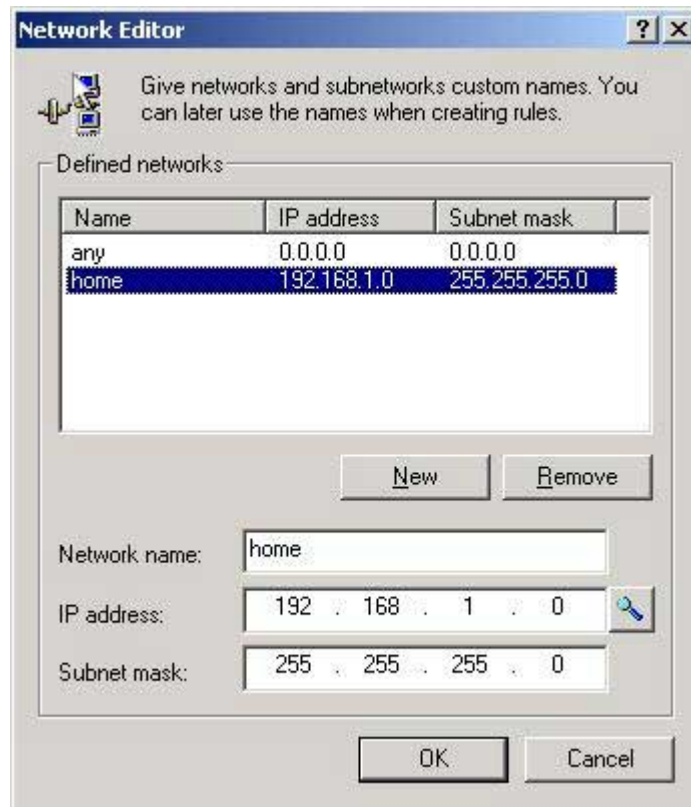 Network Editor
Give networks and subnetworks custom names. You
can later use the names when creating rules.
Defined networks
Name IP address Subnet mask
any 0.0.0.0 0.0.0.0
home 192.168.1.0 255.255.255.0
New Remove
Network name: home
IP address: 192 . 168 . 1 . 0
Subnet mask: 255 . 255 . 255 . 0
OK Cancel